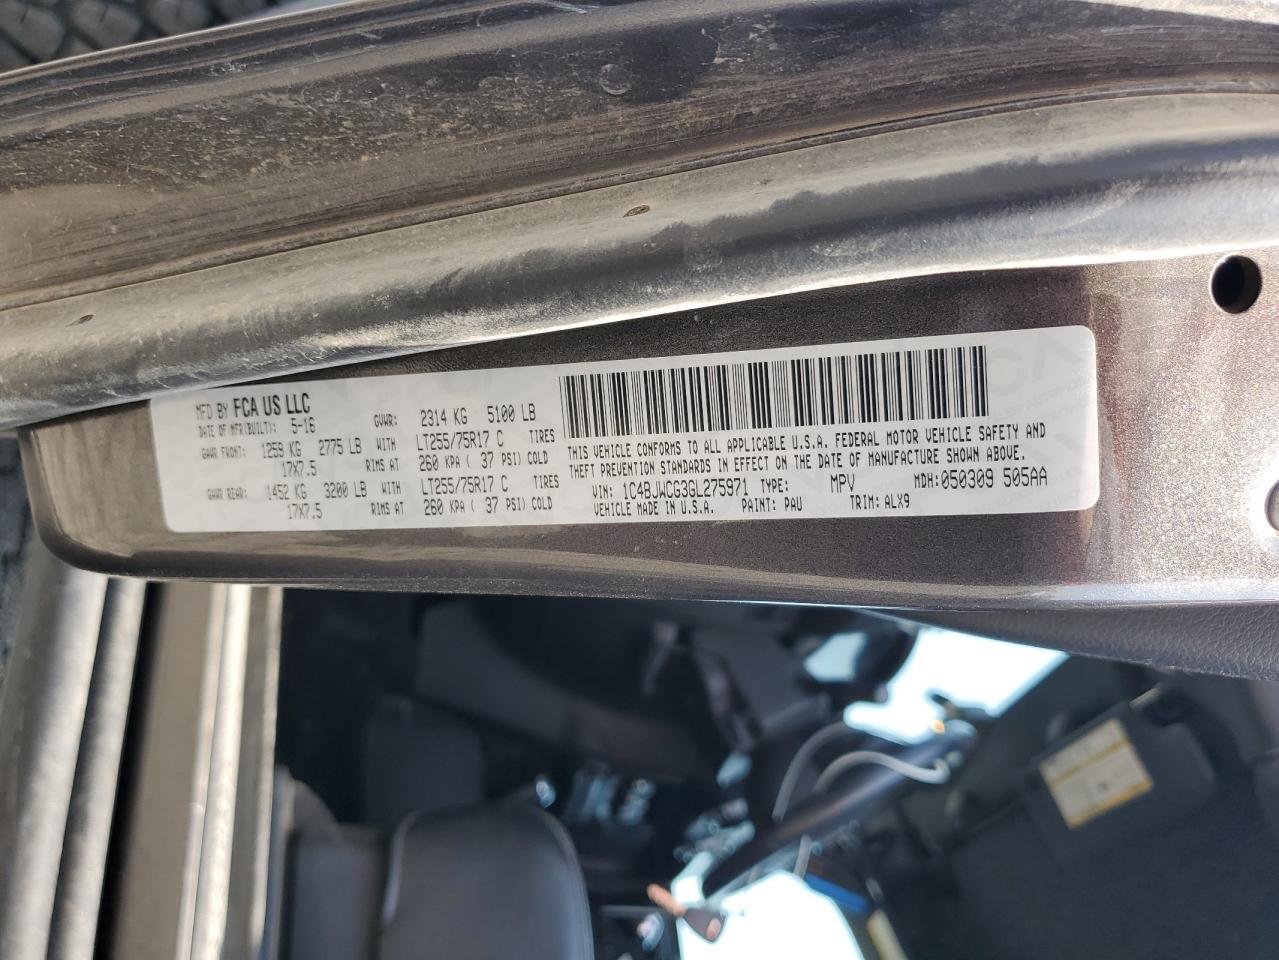 MFD BY FCA US LLC
DATE OF MFR(BUILT): 5-16 GVWR: 2314 KG 5100 LB
GAWR FRONT: 1259 KG 2775 LB WITH LT255/75R17 C TIRES
17X7.5 RIMS AT 260 KPA ( 37 PSI) COLD
GAWR REAR: 1452 KG 3200 LB WITH LT255/75R17 C TIRES
17X7.5 RIMS AT 260 KPA ( 37 PSI) COLD
THIS VEHICLE CONFORMS TO ALL APPLICABLE U.S.A. FEDERAL MOTOR VEHICLE SAFETY AND
THEFT PREVENTION STANDARDS IN EFFECT ON THE DATE OF MANUFACTURE SHOWN ABOVE.
VIN: 1C4BJWCG3GL275971 TYPE: MPV MDH: 050309 505AA
VEHICLE MADE IN U.S.A. PAINT: PAU TRIM: ALX9